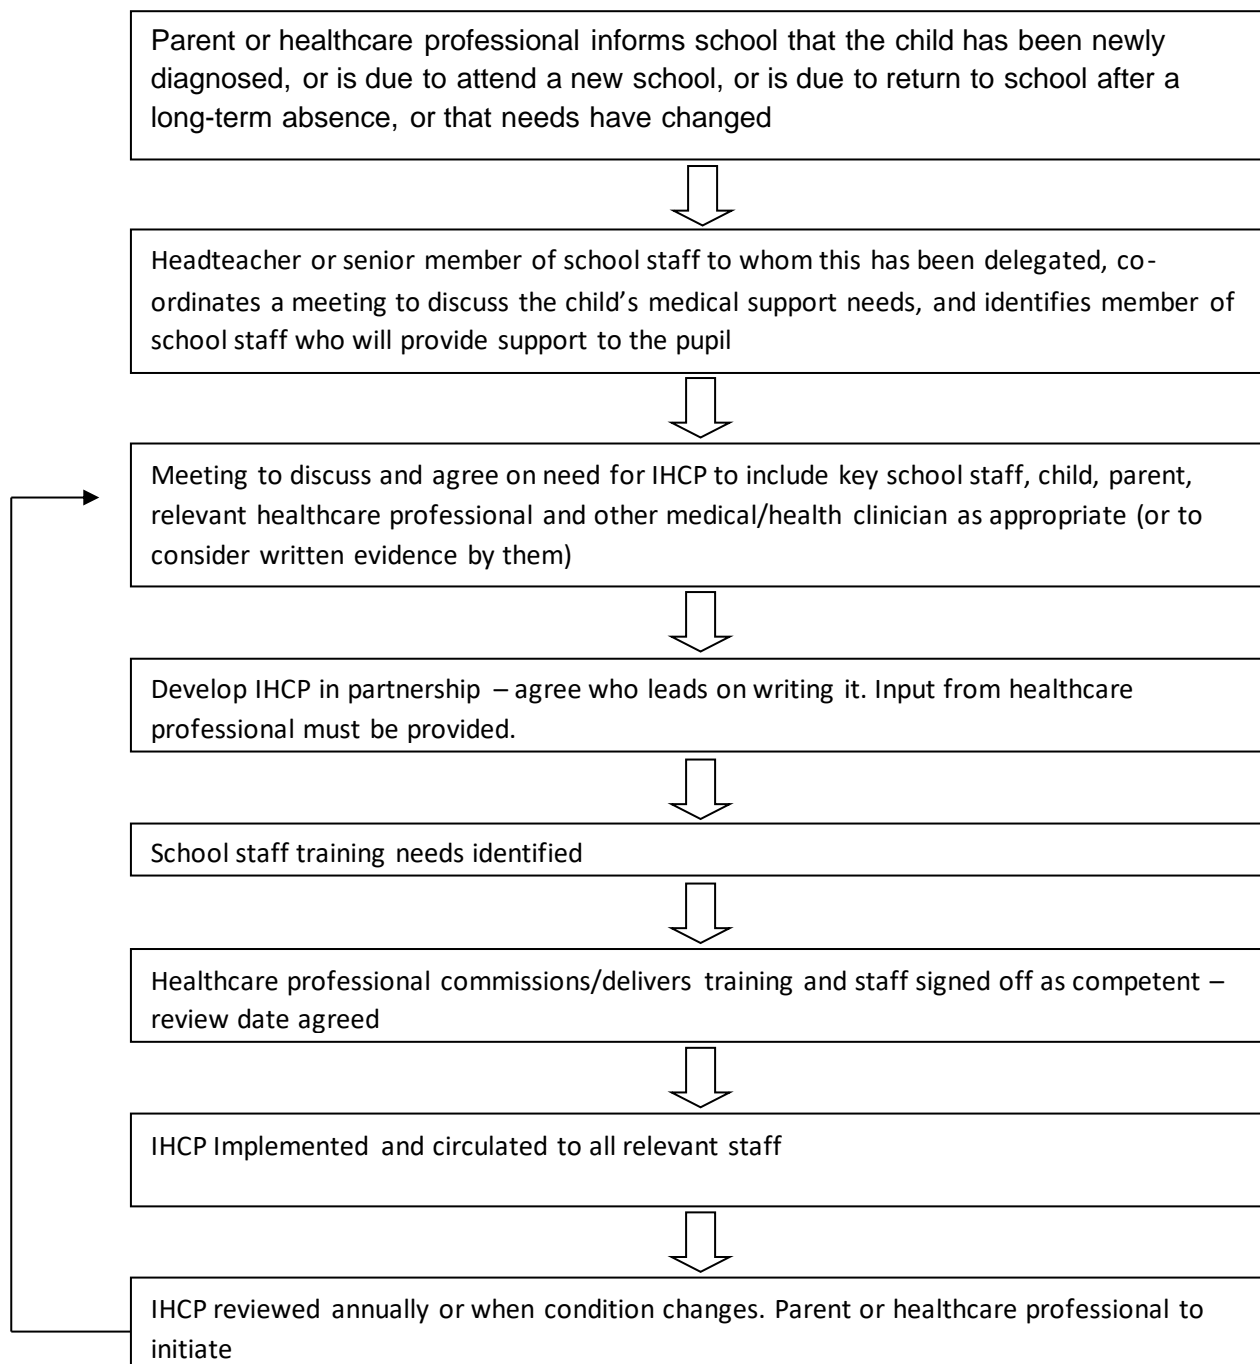 Parent or healthcare professional informs school that the child has been newly
diagnosed, or is due to attend a new school, or is due to return to school after a
long-term absence, or that needs have changed
Headteacher or senior member of school staff to whom this has been delegated, co-
ordinates a meeting to discuss the child’s medical support needs, and identifies member of
school staff who will provide support to the pupil
Meeting to discuss and agree on need for IHCP to include key school staff, child, parent,
relevant healthcare professional and other medical/health clinician as appropriate (or to
consider written evidence by them)
Develop IHCP in partnership – agree who leads on writing it. Input from healthcare
professional must be provided.
School staff training needs identified
Healthcare professional commissions/delivers training and staff signed off as competent –
review date agreed
IHCP Implemented and circulated to all relevant staff
IHCP reviewed annually or when condition changes. Parent or healthcare professional to
initiate